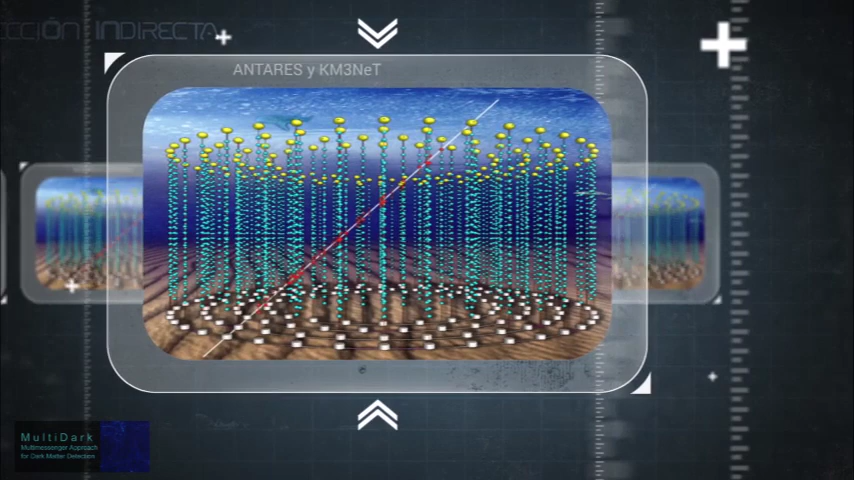 CCIÓN INDIRECTA
ANTARES y KM3NeT
MultiDark
Multimessenger Approach
for Dark Matter Detection